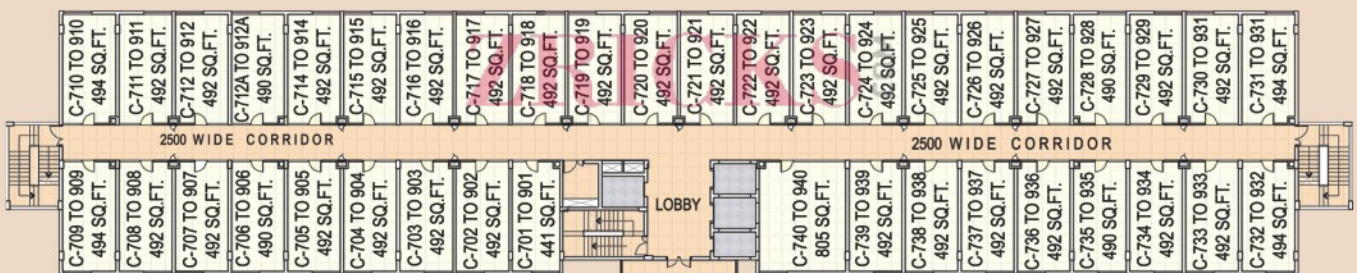 C-710 TO 910
494 SQ.FT.
C-711 TO 911
492 SQ.FT.
C-712 TO 912
492 SQ.FT.
C-712A TO 912A
490 SQ.FT.
C-714 TO 914
492 SQ.FT.
C-715 TO 915
492 SQ.FT.
C-716 TO 916
492 SQ.FT.
C-717 TO 917
492 SQ.FT.
C-718 TO 918
492 SQ.FT.
C-719 TO 919
492 SQ.FT.
C-720 TO 920
492 SQ.FT.
C-721 TO 921
492 SQ.FT.
C-722 TO 922
492 SQ.FT.
C-723 TO 923
492 SQ.FT.
C-724 TO 924
492 SQ.FT.
C-725 TO 925
492 SQ.FT.
C-726 TO 926
492 SQ.FT.
C-727 TO 927
492 SQ.FT.
C-728 TO 928
490 SQ.FT.
C-729 TO 929
492 SQ.FT.
C-730 TO 931
492 SQ.FT.
C-731 TO 931
494 SQ.FT.
ZRICKS
2500 WIDE CORRIDOR
2500 WIDE CORRIDOR
C-709 TO 909
494 SQ.FT.
C-708 TO 908
492 SQ.FT.
C-707 TO 907
492 SQ.FT.
C-706 TO 906
490 SQ.FT.
C-705 TO 905
492 SQ.FT.
C-704 TO 904
492 SQ.FT.
C-703 TO 903
492 SQ.FT.
C-702 TO 902
492 SQ.FT.
C-701 TO 901
441 SQ.FT.
LOBBY
C-740 TO 940
805 SQ.FT.
C-739 TO 939
492 SQ.FT.
C-738 TO 938
492 SQ.FT.
C-737 TO 937
492 SQ.FT.
C-736 TO 936
492 SQ.FT.
C-735 TO 935
490 SQ.FT.
C-734 TO 934
492 SQ.FT.
C-733 TO 933
492 SQ.FT.
C-732 TO 932
494 SQ.FT.